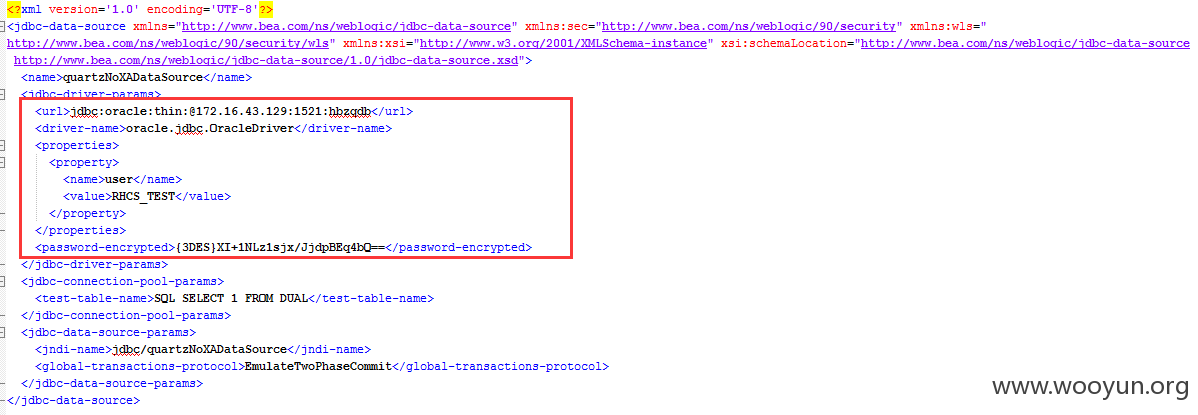 <?xml version='1.0' encoding='UTF-8'?>
<jdbc-data-source xmlns="http://www.bea.com/ns/weblogic/jdbc-data-source" xmlns:sec="http://www.bea.com/ns/weblogic/90/security" xmlns:wls="
http://www.bea.com/ns/weblogic/90/security/wls" xmlns:xsi="http://www.w3.org/2001/XMLSchema-instance" xsi:schemaLocation="http://www.bea.com/ns/weblogic/jdbc-data-source
http://www.bea.com/ns/weblogic/jdbc-data-source/1.0/jdbc-data-source.xsd">
<name>quartzNoXADataSource</name>
<jdbc-driver-params>
<url>jdbc:oracle:thin:@172.16.43.129:1521:hbzqdb</url>
<driver-name>oracle.jdbc.OracleDriver</driver-name>
<properties>
<property>
<name>user</name>
<value>RHCS_TEST</value>
</property>
</properties>
<password-encrypted>{3DES}XI+1NLz1sjx/JjdpBEq4bQ==</password-encrypted>
</jdbc-driver-params>
<jdbc-connection-pool-params>
<test-table-name>SQL SELECT 1 FROM DUAL</test-table-name>
</jdbc-connection-pool-params>
<jdbc-data-source-params>
<jndi-name>jdbc/quartzNoXADataSource</jndi-name>
<global-transactions-protocol>EmulateTwoPhaseCommit</global-transactions-protocol>
</jdbc-data-source-params>
</jdbc-data-source>
www.wooyun.org